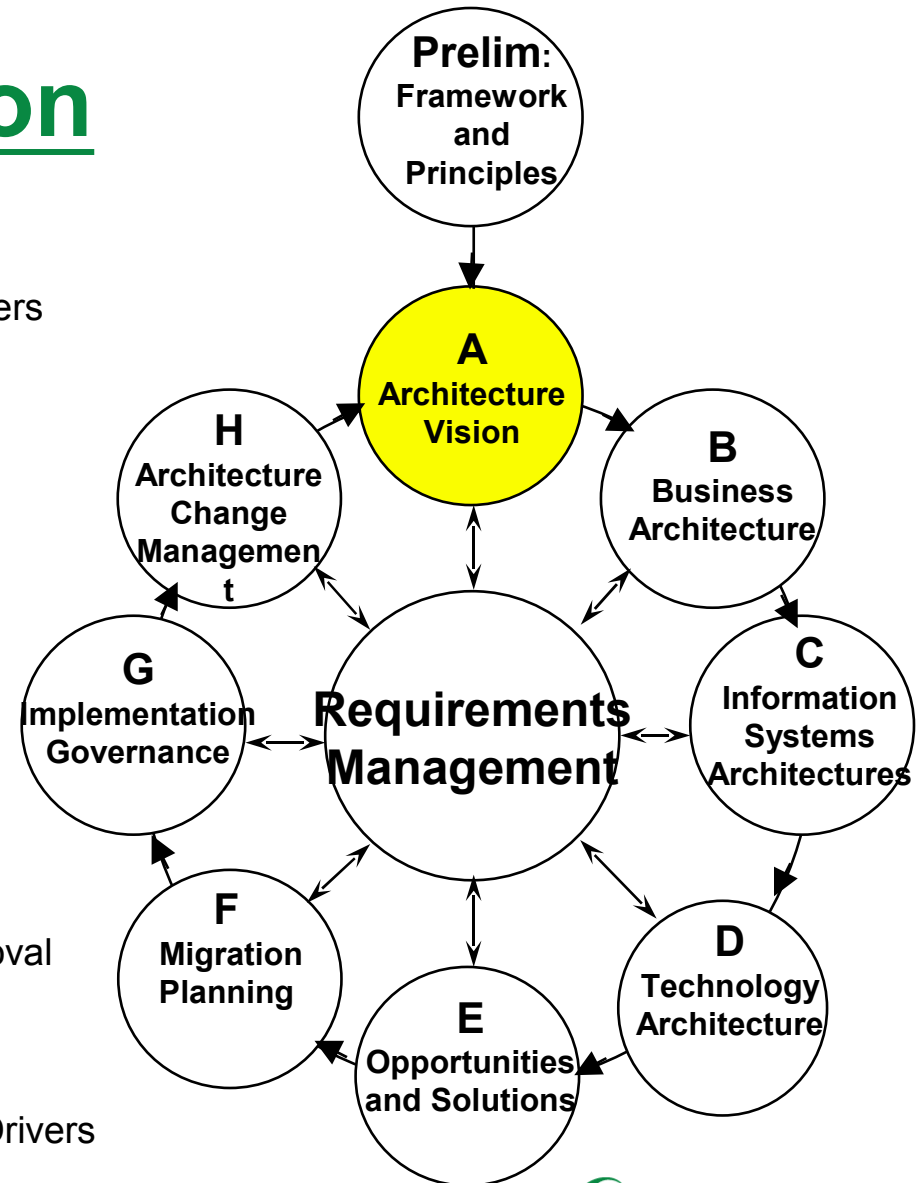 on
ers
oval
Drivers
Prelim:
Framework
and
Principles
A
Architecture
Vision
H
Architecture
Change
Managemen
t
B
Business
Architecture
G
Implementation
Governance
Requirements
Management
C
Information
Systems
Architectures
F
Migration
Planning
D
Technology
Architecture
E
Opportunities
and Solutions